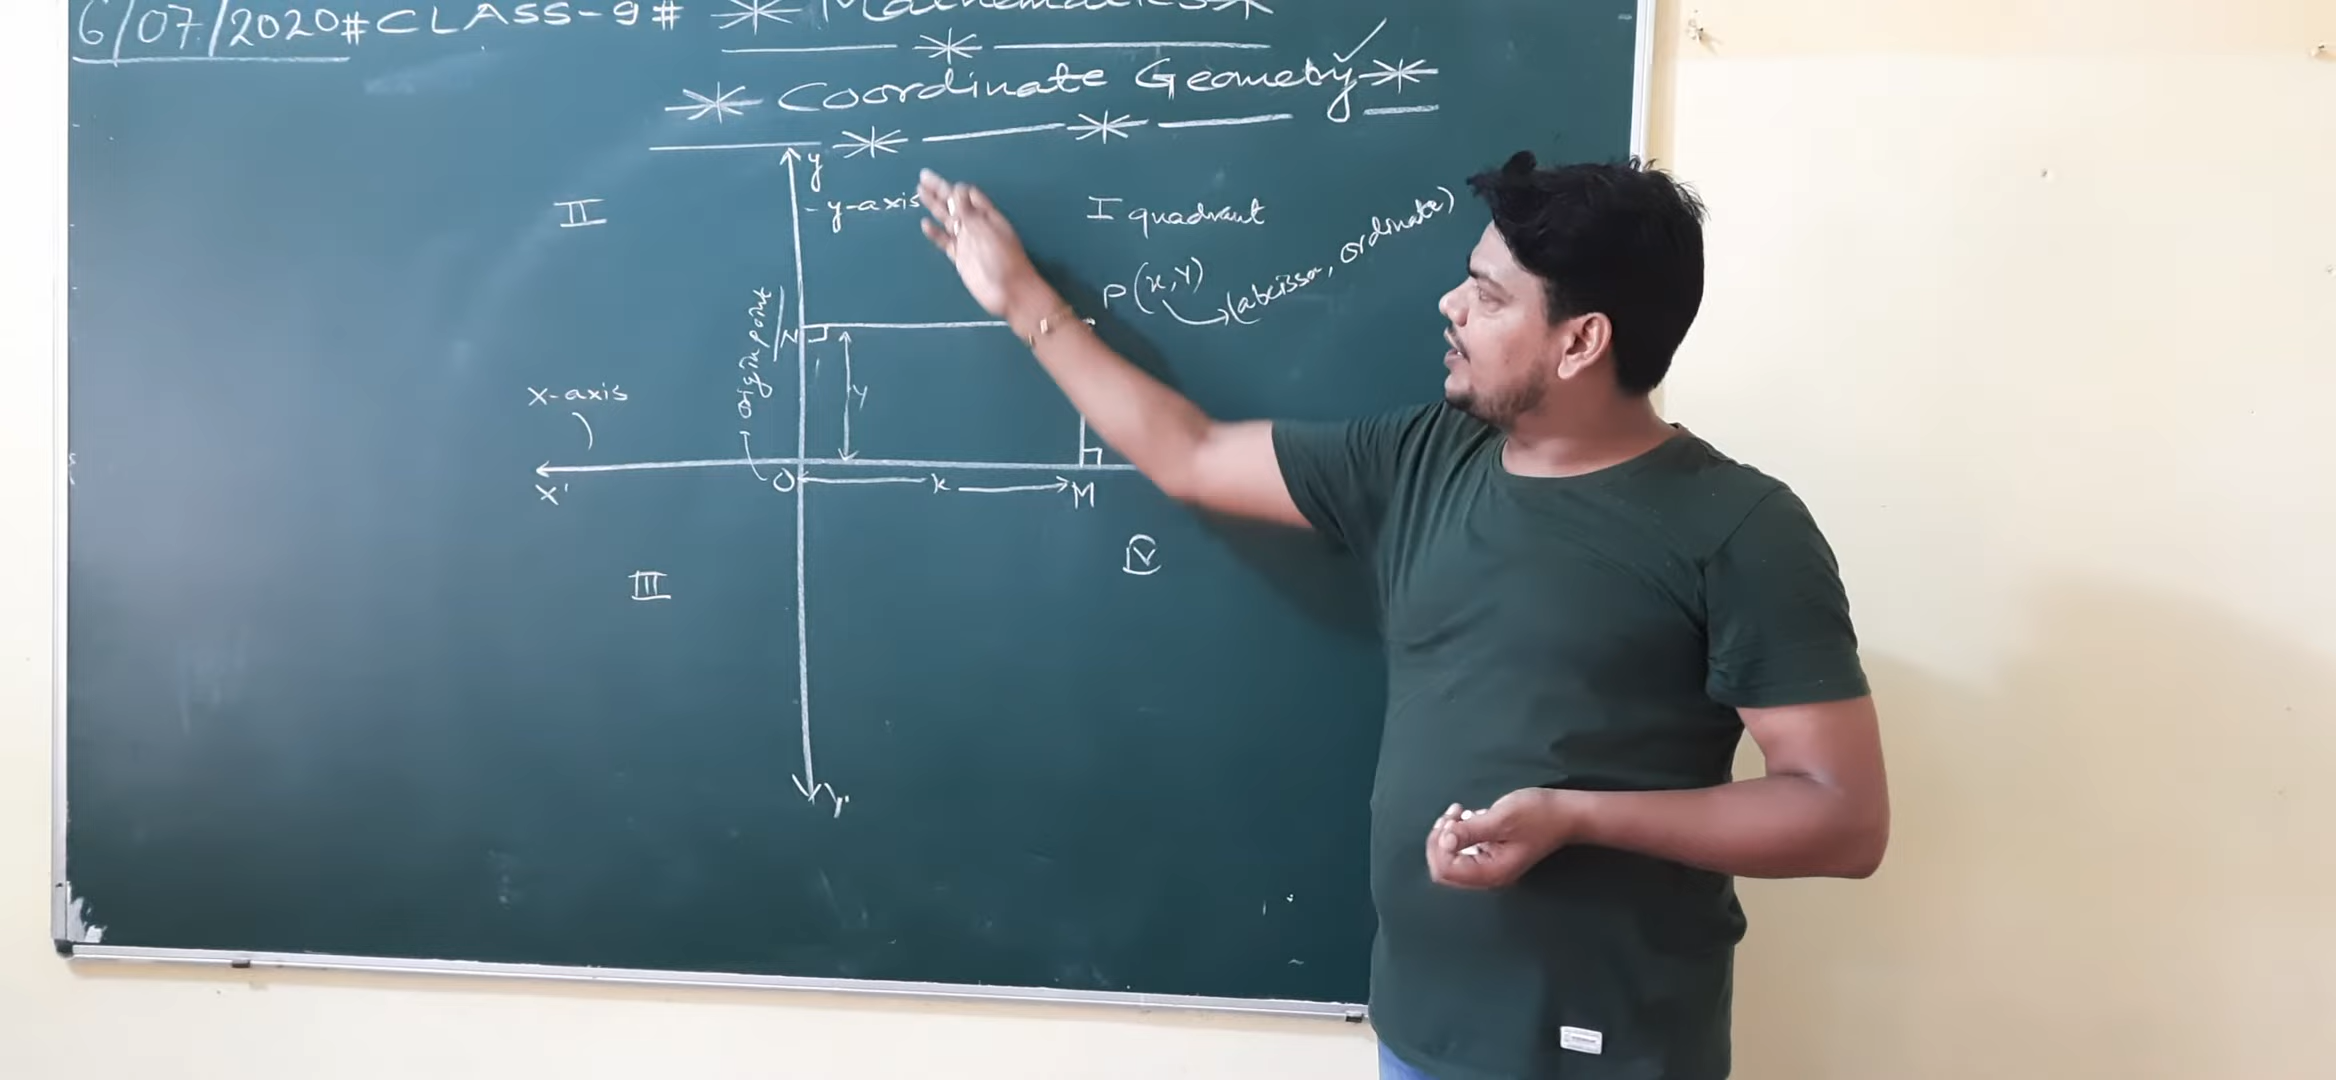 6/07/2020#CLASS-9# * Mathematics *
* Coordinate Geometry *
y
-y-axis
II
I quadrant
P(x,y)
(abcissa, ordinate)
origin point
N
X-axis
y
X'
O
x
M
IV
III
y'